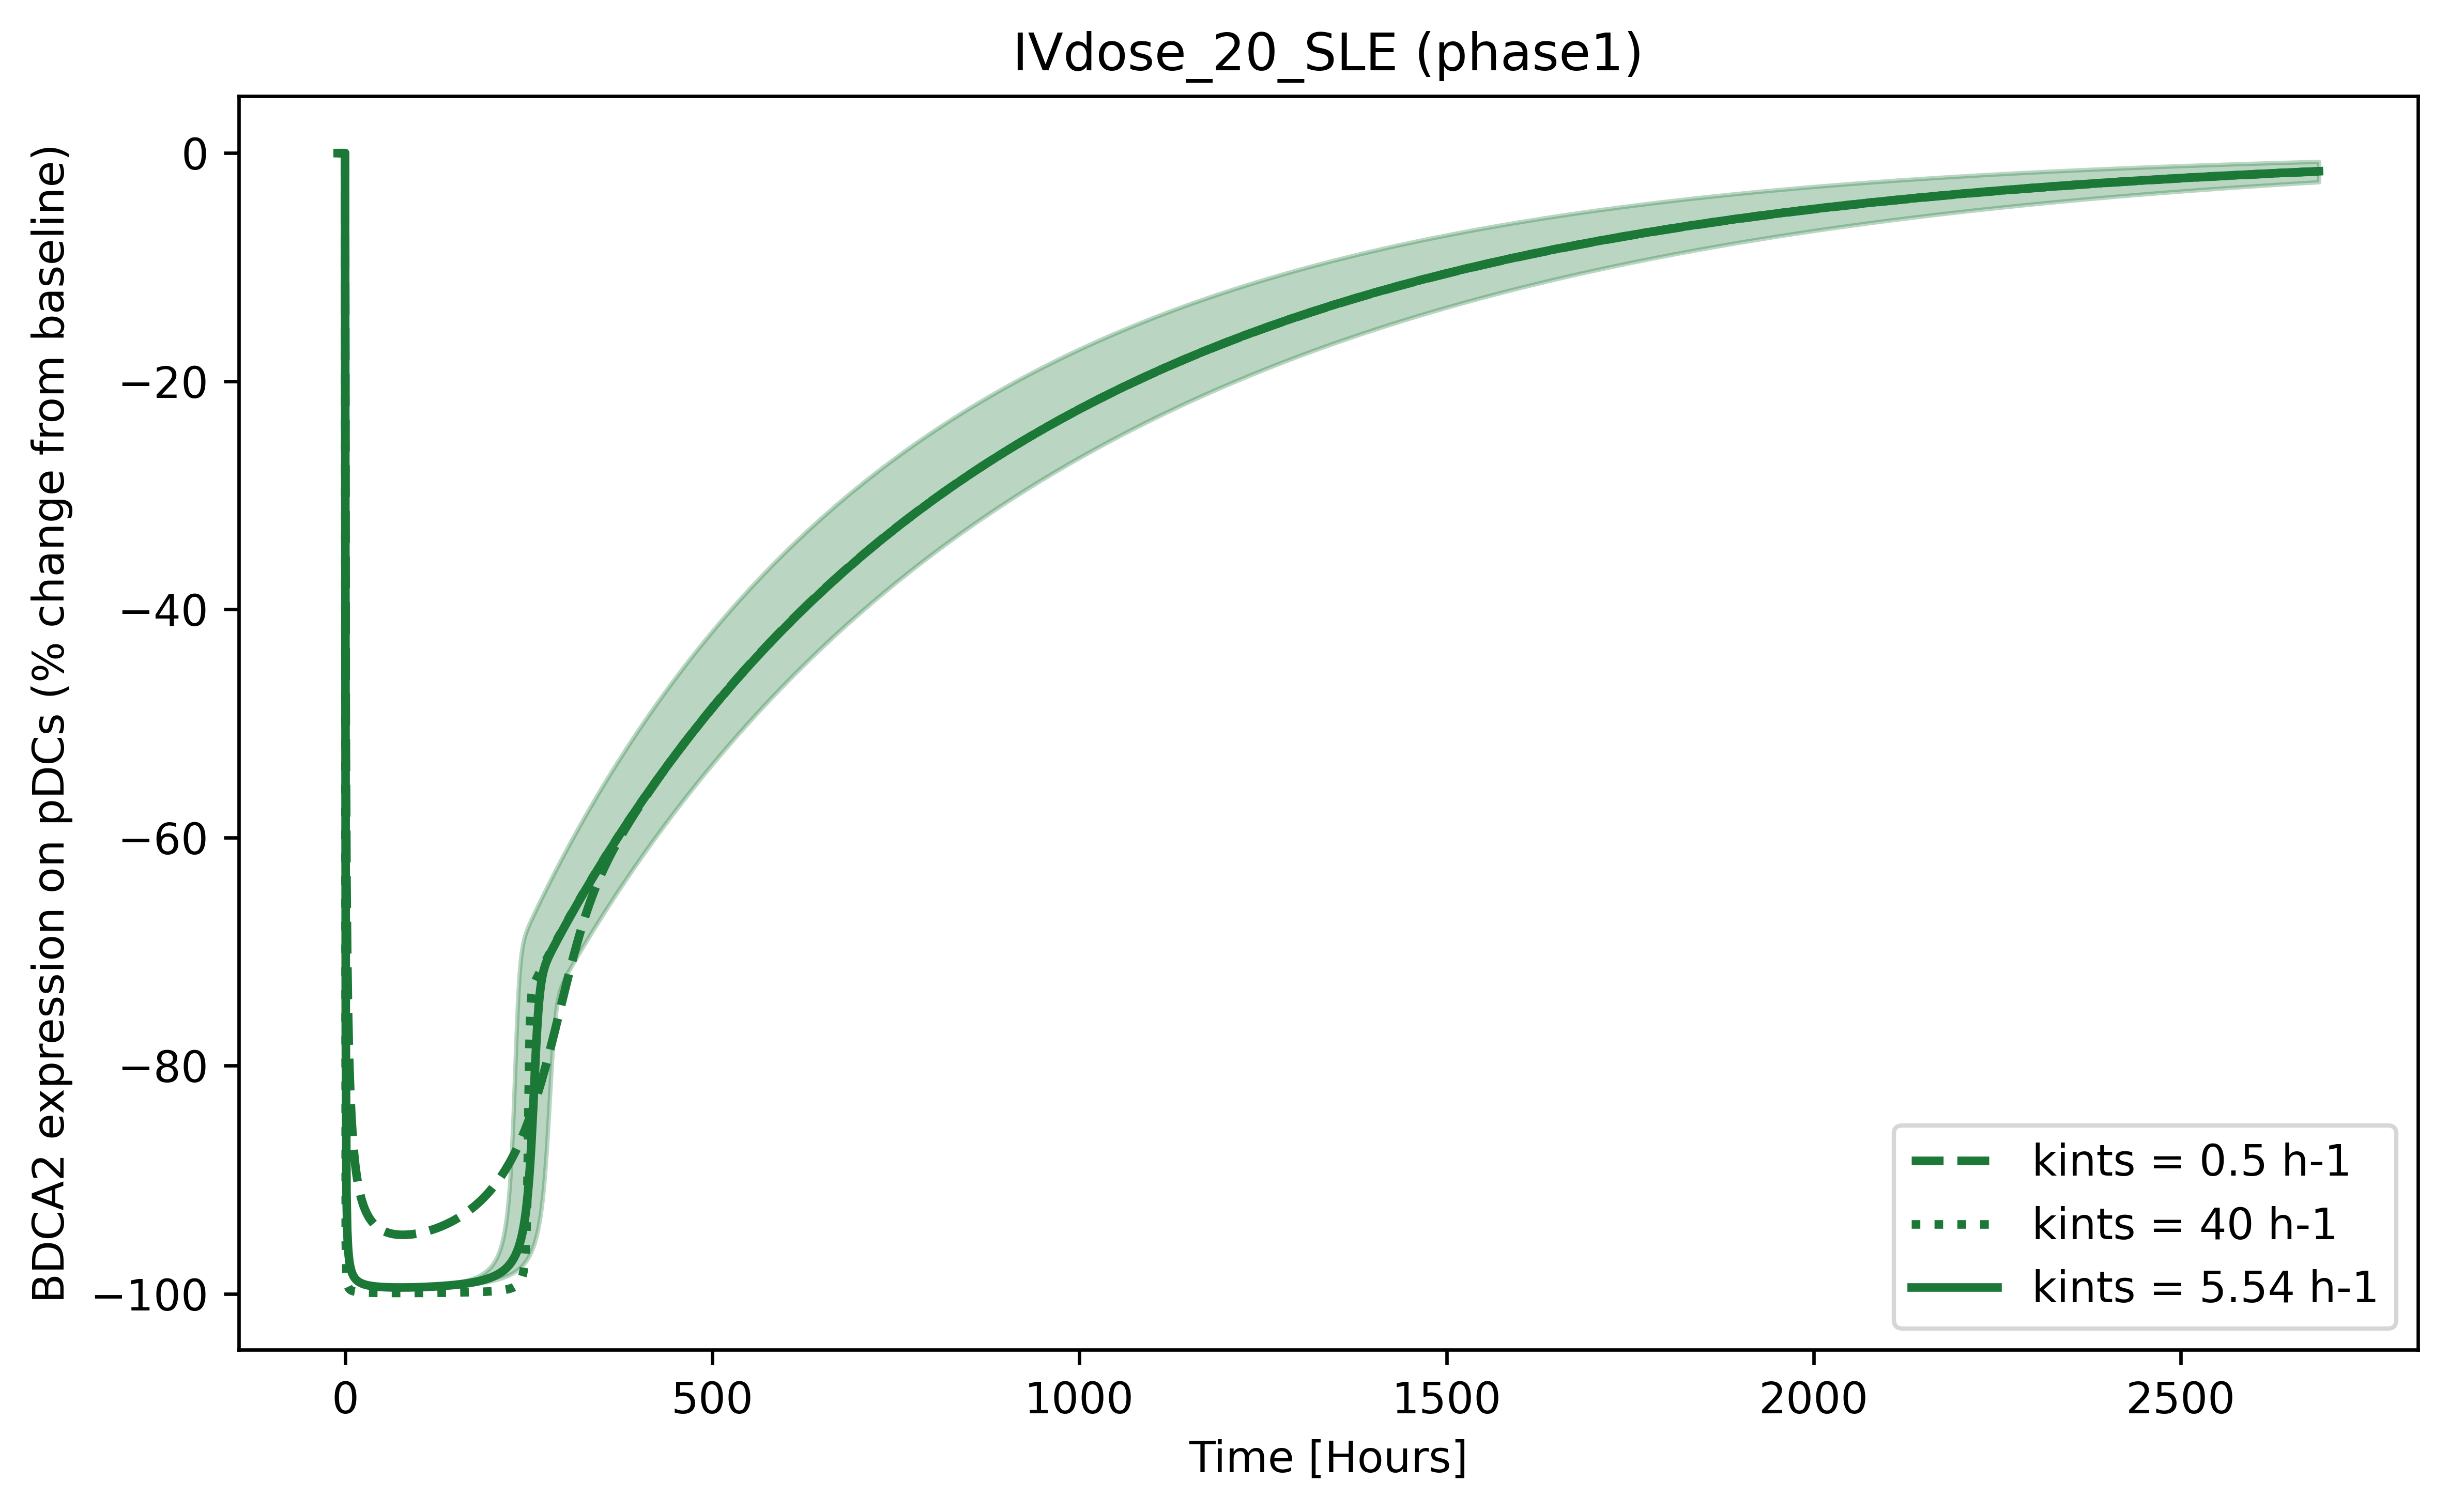 IVdose_20_SLE (phase1)
BDCA2 expression on pDCs (% change from baseline)
0
−20
−40
−60
−80
−100
kints = 0.5 h-1
kints = 40 h-1
kints = 5.54 h-1
0 500 1000 1500 2000 2500
Time [Hours]